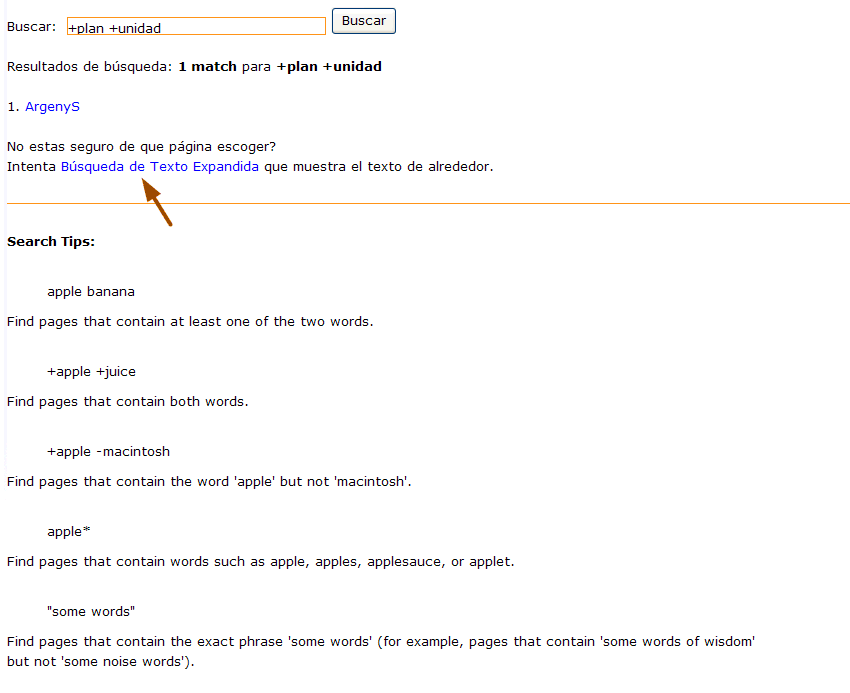 Buscar: +plan +unidad Buscar
Resultados de búsqueda: 1 match para +plan +unidad
1. ArgenyS
No estas seguro de que página escoger?
Intenta Búsqueda de Texto Expandida que muestra el texto de alrededor.
Search Tips:
apple banana
Find pages that contain at least one of the two words.
+apple +juice
Find pages that contain both words.
+apple -macintosh
Find pages that contain the word 'apple' but not 'macintosh'.
apple*
Find pages that contain words such as apple, apples, applesauce, or applet.
"some words"
Find pages that contain the exact phrase 'some words' (for example, pages that contain 'some words of wisdom'
but not 'some noise words').